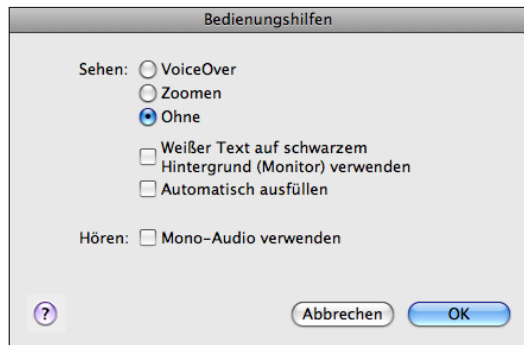 Bedienungshilfen
Sehen: VoiceOver
Zoomen
Ohne
Weißer Text auf schwarzem
Hintergrund (Monitor) verwenden
Automatisch ausfüllen
Hören: Mono-Audio verwenden
? Abbrechen OK